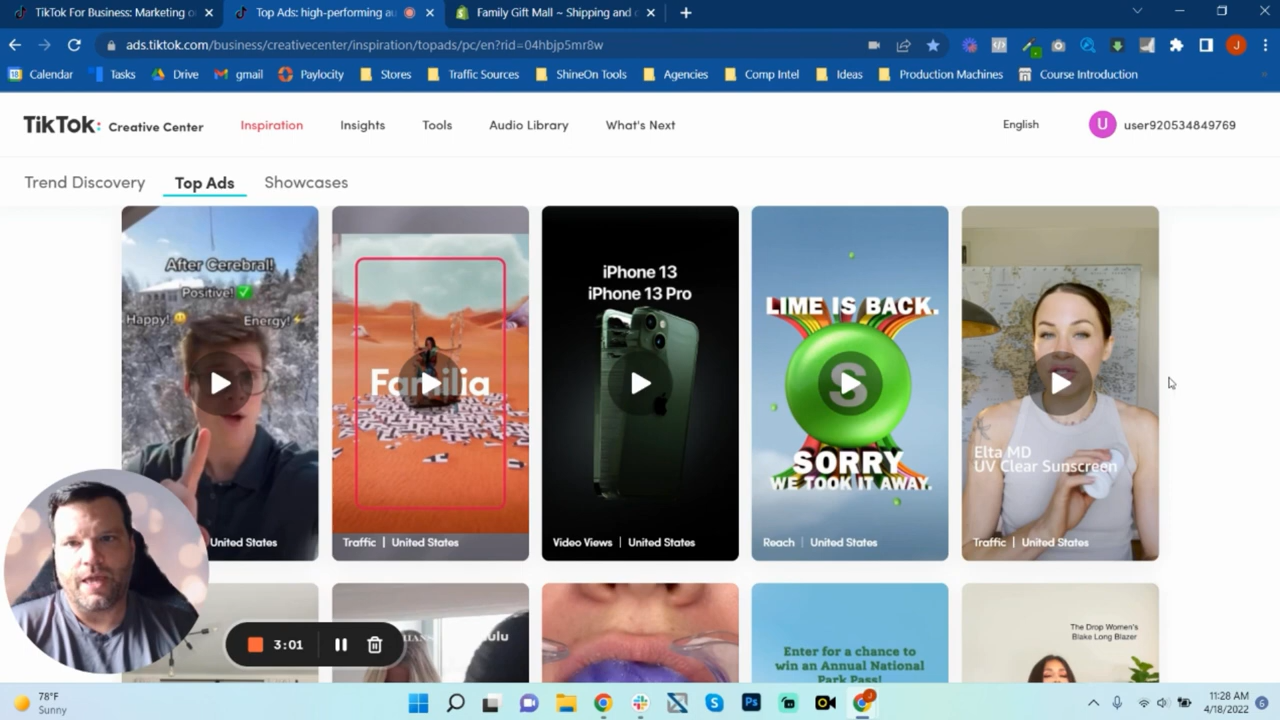 TikTok For Business: Marketing o
Top Ads: high-performing au
Family Gift Mall ~ Shipping and
ads.tiktok.com/business/creativecenter/inspiration/topads/pc/en?rid=04hbjp5mr8w
J
Calendar
Tasks
Drive
gmail
Paylocity
Stores
Traffic Sources
ShineOn Tools
Agencies
Comp Intel
Ideas
Production Machines
Course Introduction
TikTok: Creative Center
Inspiration
Insights
Tools
Audio Library
What's Next
English
U
user920534849769
Trend Discovery
Top Ads
Showcases
After Cerebral!
Positive! ✅
Happy! 😀
Energy! ⚡
United States
Familia
Traffic | United States
iPhone 13
iPhone 13 Pro
Video Views | United States
LIME IS BACK.
S
SORRY
WE TOOK IT AWAY.
Reach | United States
Elta MD
UV Clear Sunscreen
Traffic | United States
3:01
hulu
Enter for a chance to
win an Annual National
Park Pass!
The Drop Women's
Blake Long Blazer
78°F
Sunny
11:28 AM
4/18/2022
6